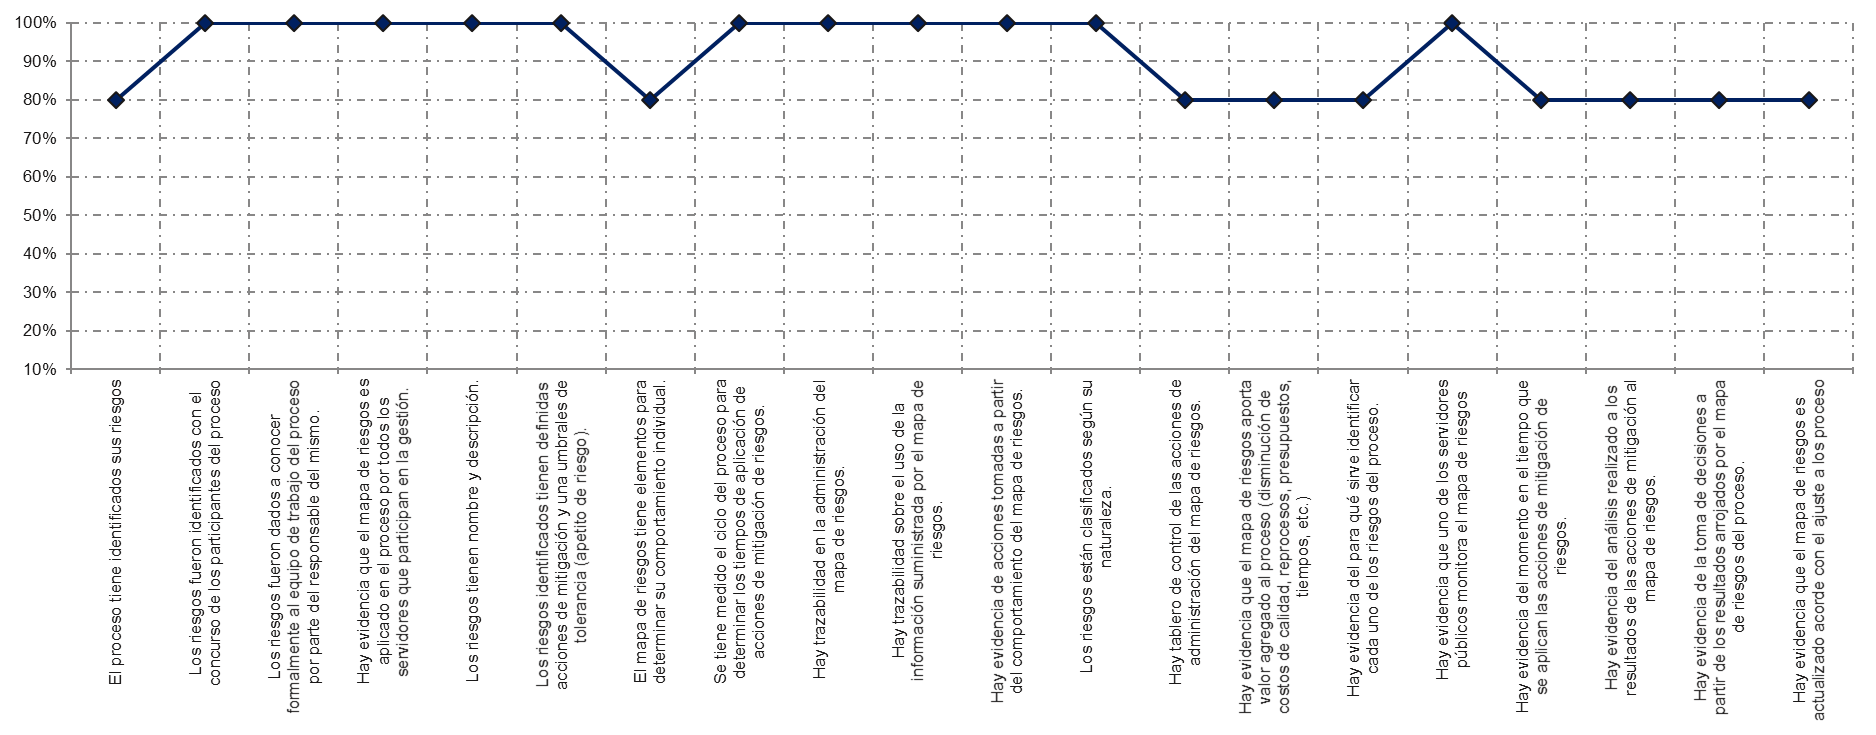 100%
90%
80%
70%
60%
50%
40%
30%
20%
10%
El proceso tiene identificados sus riesgos
Los riesgos fueron identificados con el
concurso de los participantes del proceso
Los riesgos fueron dados a conocer
formalmente al equipo de trabajo del proceso
por parte del responsable del mismo.
Hay evidencia que el mapa de riesgos es
aplicado en el proceso por todos los
servidores que participan en la gestión.
Los riesgos tienen nombre y descripción.
Los riesgos identificados tienen definidas
acciones de mitigación y una umbrales de
tolerancia (apetito de riesgo).
El mapa de riesgos tiene elementos para
determinar su comportamiento individual.
Se tiene medido el ciclo del proceso para
determinar los tiempos de aplicación de
acciones de mitigación de riesgos.
Hay trazabilidad en la administración del
mapa de riesgos.
Hay trazabilidad sobre el uso de la
información suministrada por el mapa de
riesgos.
Hay evidencia de acciones tomadas a partir
del comportamiento del mapa de riesgos.
Los riesgos están clasificados según su
naturaleza.
Hay tablero de control de las acciones de
administración del mapa de riesgos.
Hay evidencia que el mapa de riesgos aporta
valor agregado al proceso (disminución de
costos de calidad, reprocesos, presupuestos,
tiempos, etc.)
Hay evidencia del para qué sirve identificar
cada uno de los riesgos del proceso.
Hay evidencia que uno de los servidores
públicos monitora el mapa de riesgos
Hay evidencia del momento en el tiempo que
se aplican las acciones de mitigación de
riesgos.
Hay evidencia del análisis realizado a los
resultados de las acciones de mitigación al
mapa de riesgos.
Hay evidencia de la toma de decisiones a
partir de los resultados arrojados por el mapa
de riesgos del proceso.
Hay evidencia que el mapa de riesgos es
actualizado acorde con el ajuste a los proceso